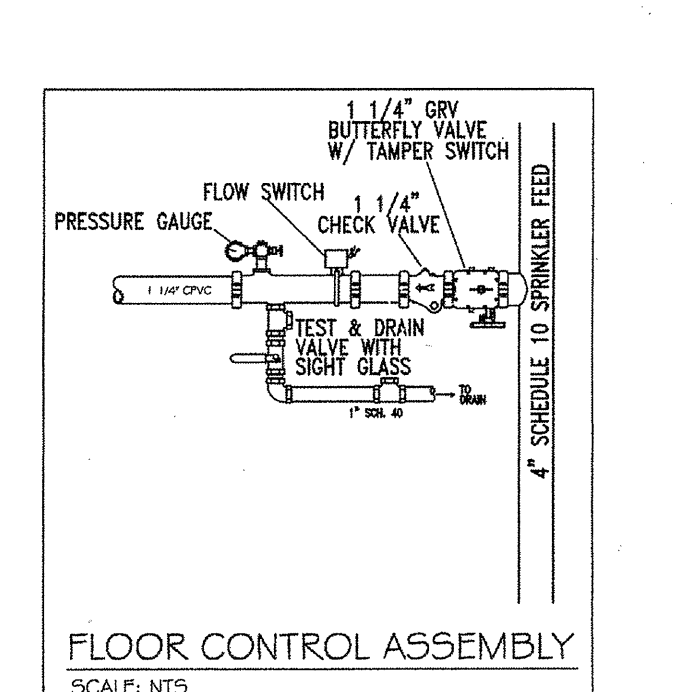 1 1/4" GRV
BUTTERFLY VALVE
W/ TAMPER SWITCH
FLOW SWITCH
1 1/4"
CHECK VALVE
PRESSURE GAUGE
1 1/4" CPVC
TEST & DRAIN
VALVE WITH
SIGHT GLASS
TO
DRAIN
1" SCH. 40
4" SCHEDULE 10 SPRINKLER FEED
FLOOR CONTROL ASSEMBLY
SCALE: NTS